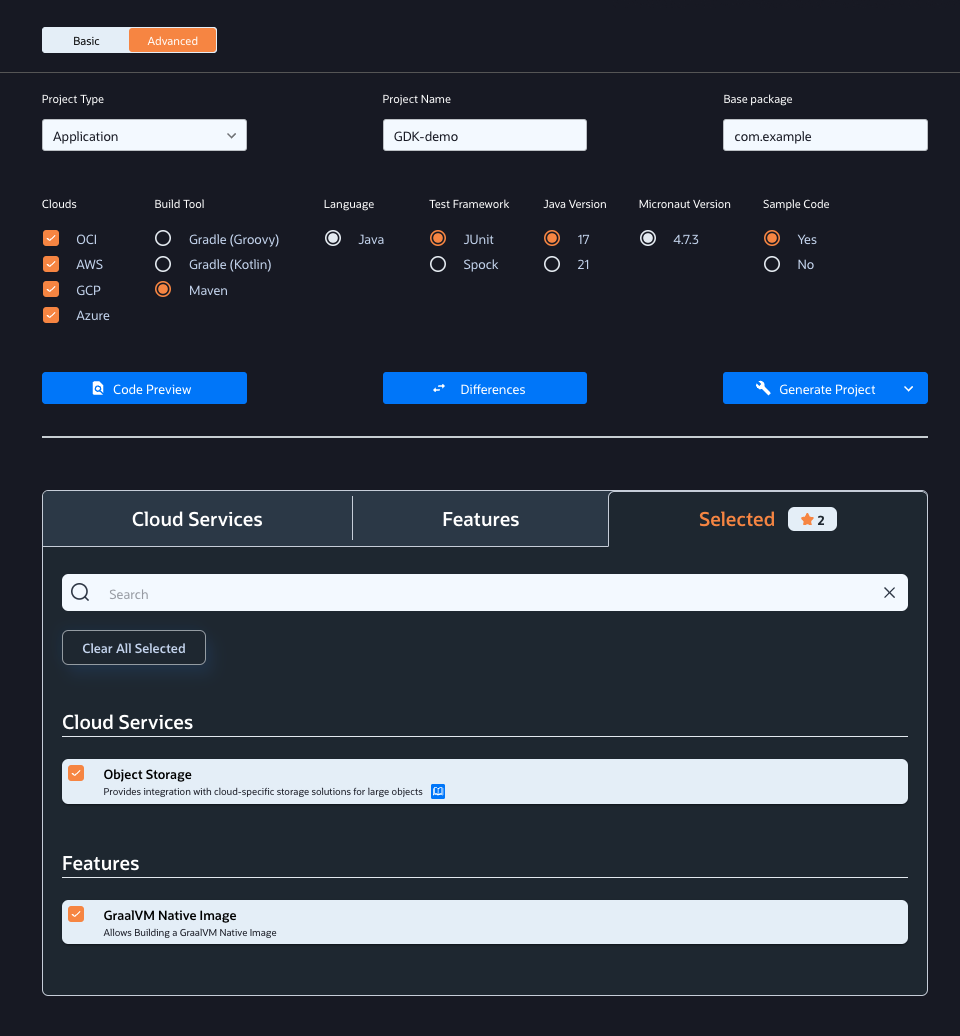 Basic
Advanced
Project Type
Project Name
Base package
Application
GDK-demo
com.example
Clouds
Build Tool
Language
Test Framework
Java Version
Micronaut Version
Sample Code
OCI
Gradle (Groovy)
Java
JUnit
17
4.7.3
Yes
AWS
Gradle (Kotlin)
Spock
21
No
GCP
Maven
Azure
Code Preview
Differences
Generate Project
Cloud Services
Features
Selected
2
Search
Clear All Selected
Cloud Services
Object Storage
Provides integration with cloud-specific storage solutions for large objects
Features
GraalVM Native Image
Allows Building a GraalVM Native Image